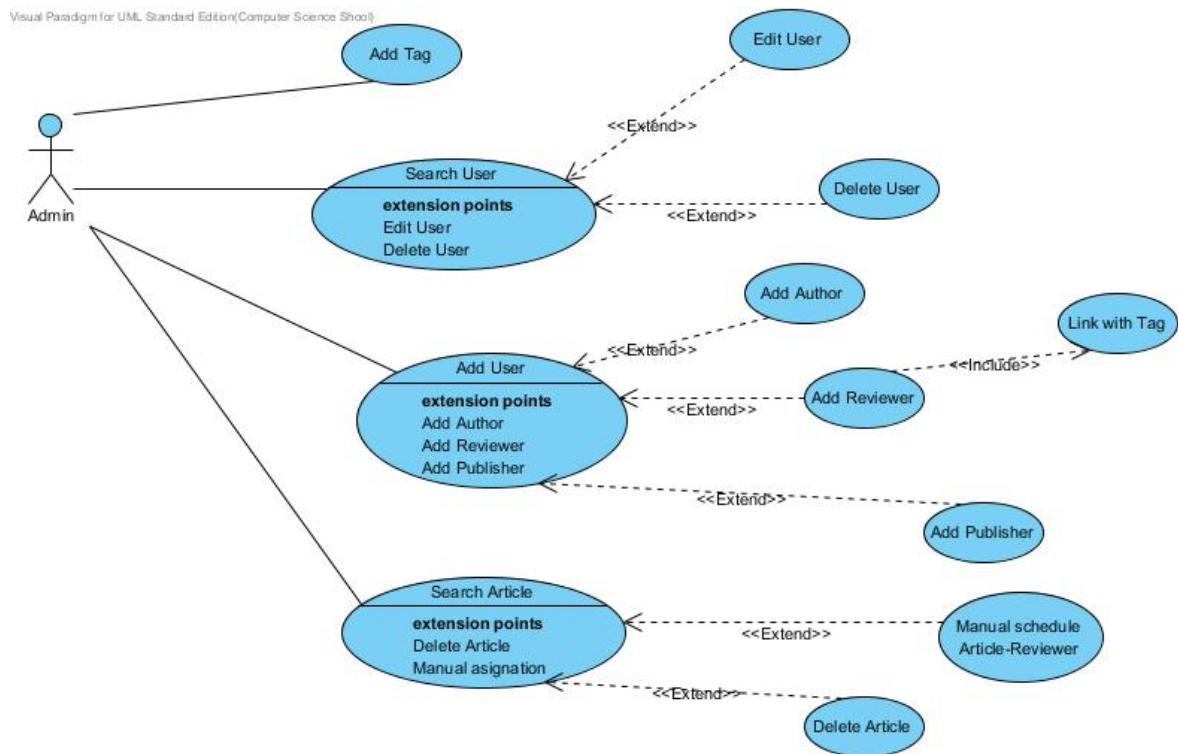 Visual Paradigm for UML Standard Edition(Computer Science Shool)
Add Tag
Edit User
<<Extend>>
Admin
Search User
extension points
Edit User
Delete User
<<Extend>>
Delete User
Add Author
<<Extend>>
Link with Tag
<<Include>>
Add User
extension points
Add Author
Add Reviewer
Add Publisher
<<Extend>>
Add Reviewer
<<Extend>>
Add Publisher
Search Article
extension points
Delete Article
Manual asignation
<<Extend>>
Manual schedule
Article-Reviewer
<<Extend>>
Delete Article